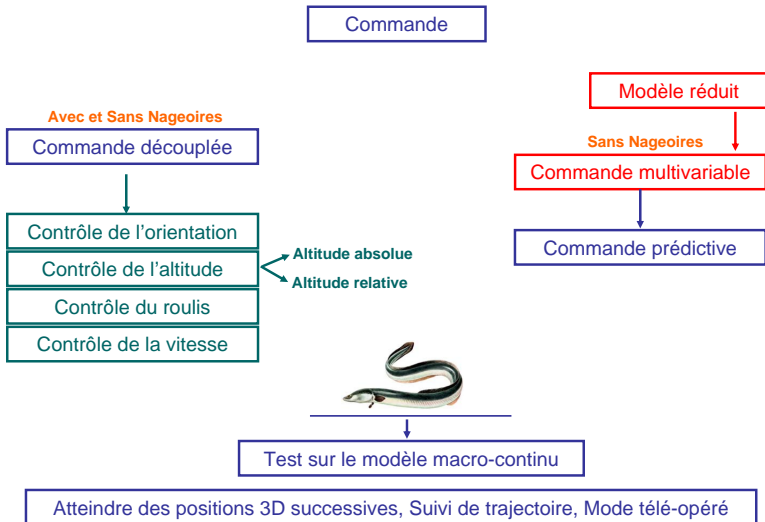 Commande
Avec et Sans Nageoires
Commande découplée
Contrôle de l'orientation
Contrôle de l'altitude
Altitude absolue
Altitude relative
Contrôle du roulis
Contrôle de la vitesse
Modèle réduit
Sans Nageoires
Commande multivariable
Commande prédictive
Test sur le modèle macro-continu
Atteindre des positions 3D successives, Suivi de trajectoire, Mode télé-opéré